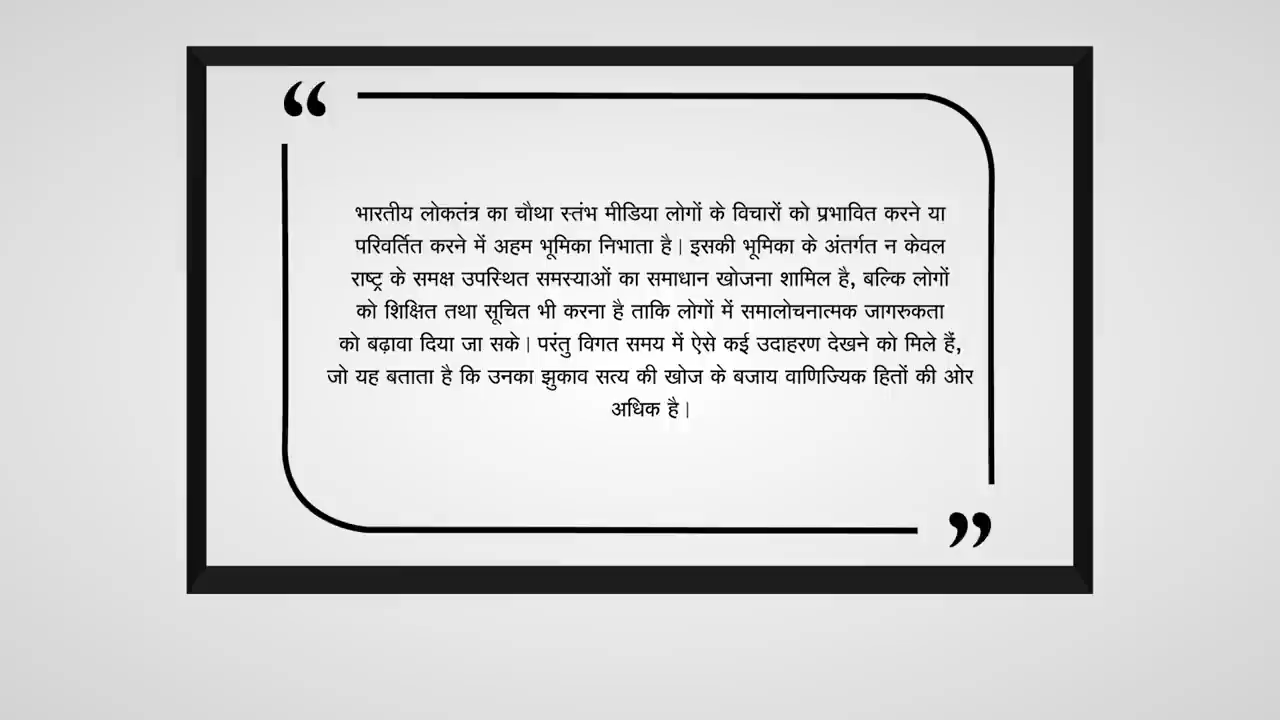 भारतीय लोकतंत्र का चौथा स्तंभ मीडिया लोगों के विचारों को प्रभावित करने या
परिवर्तित करने में अहम भूमिका निभाता है। इसकी भूमिका के अंतर्गत न केवल
राष्ट्र के समक्ष उपस्थित समस्याओं का समाधान खोजना शामिल है, बल्कि लोगों
को शिक्षित तथा सूचित भी करना है ताकि लोगों में समालोचनात्मक जागरुकता
को बढ़ावा दिया जा सके। परंतु विगत समय में ऐसे कई उदाहरण देखने को मिले हैं,
जो यह बताता है कि उनका झुकाव सत्य की खोज के बजाय वाणिज्यिक हितों की ओर
अधिक है।